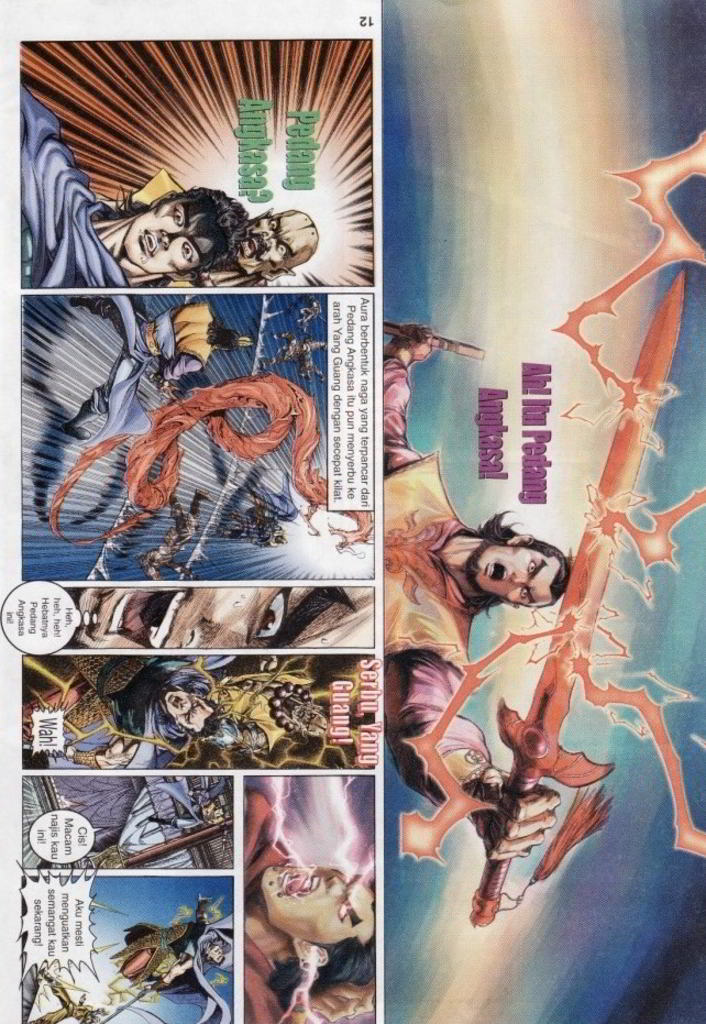 Ah! Itu Pedang
Angkasa!
Pedang
Angkasa?
Aura berbentuk naga yang terpancar dari
Pedang Angkasa itu pun menyerbu ke
arah Yang Guang dengan secepat kilat.
Heh,
heh, heh!
Hebatnya
Pedang
Angkasa
ini!
Serbu, Yang
Guang!
Wah!
Cis!
Macam
najis kau
ini!
Aku mesti
menguatkan
semangat kau
sekarang!
12